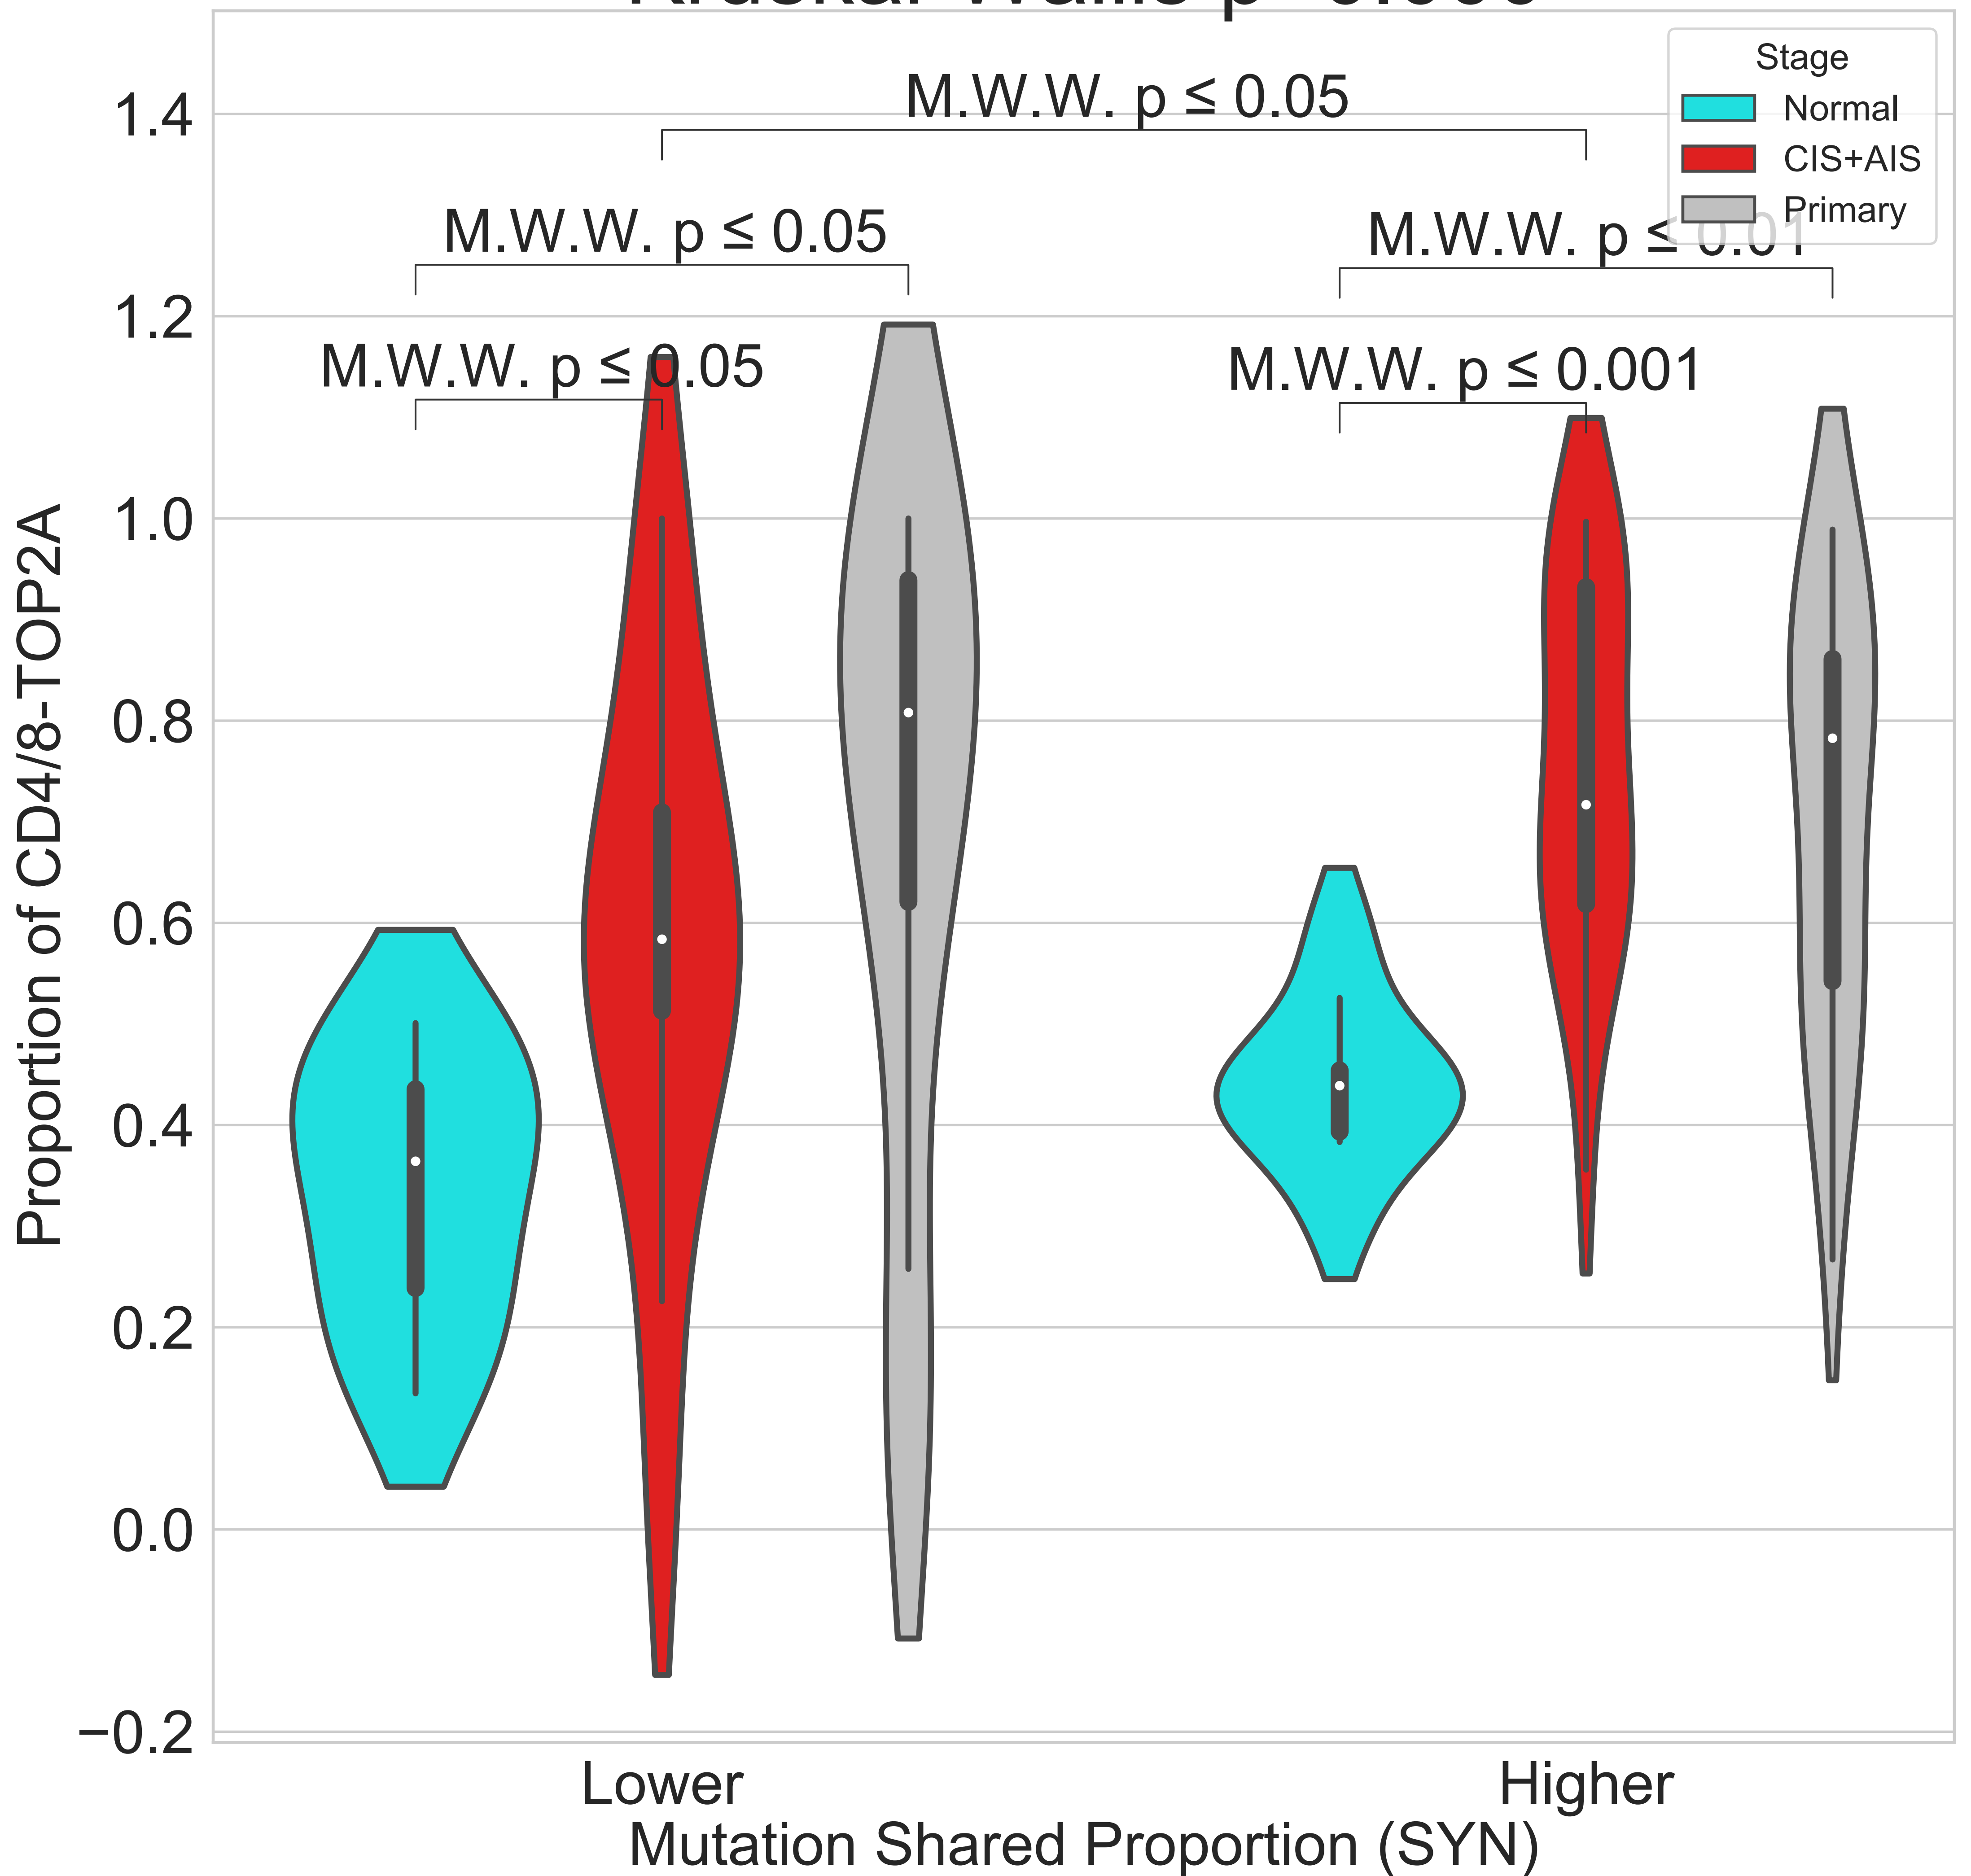 Stage
Normal
CIS+AIS
Primary
M.W.W. p ≤ 0.05
M.W.W. p ≤ 0.05
M.W.W. p ≤ 0.01
M.W.W. p ≤ 0.05
M.W.W. p ≤ 0.001
Proportion of CD4/8-TOP2A
1.4
1.2
1.0
0.8
0.6
0.4
0.2
0.0
−0.2
Lower
Higher
Mutation Shared Proportion (SYN)